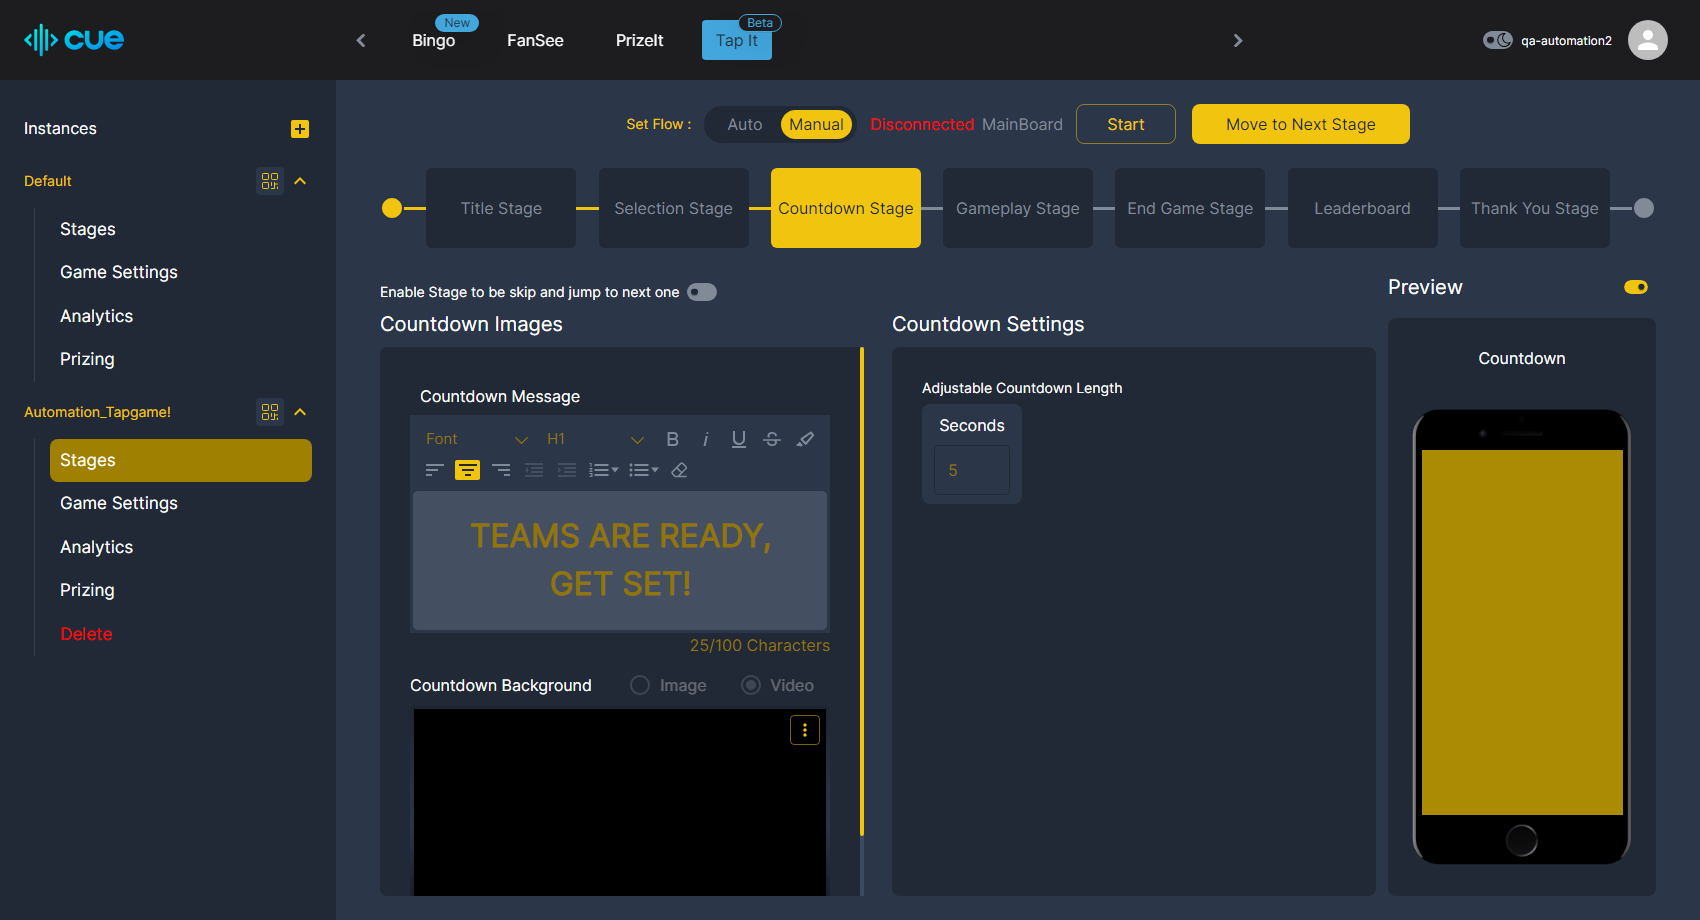 cue
New
Bingo
FanSee
PrizeIt
Beta
Tap It
qa-automation2
Instances
Default
Stages
Game Settings
Analytics
Prizing
Automation_Tapgame!
Stages
Game Settings
Analytics
Prizing
Delete
Set Flow :
Auto
Manual
Disconnected MainBoard
Start
Move to Next Stage
Title Stage
Selection Stage
Countdown Stage
Gameplay Stage
End Game Stage
Leaderboard
Thank You Stage
Enable Stage to be skip and jump to next one
Countdown Images
Countdown Message
Font
H1
B
i
U
S
TEAMS ARE READY,
GET SET!
25/100 Characters
Countdown Background
Image
Video
Countdown Settings
Adjustable Countdown Length
Seconds
5
Preview
Countdown